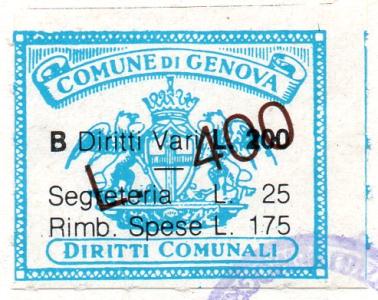 COMUNE DI GENOVA
B Diritti Vari L. 200
L. 400
Segreteria L. 25
Rimb. Spese L. 175
DIRITTI COMUNALI